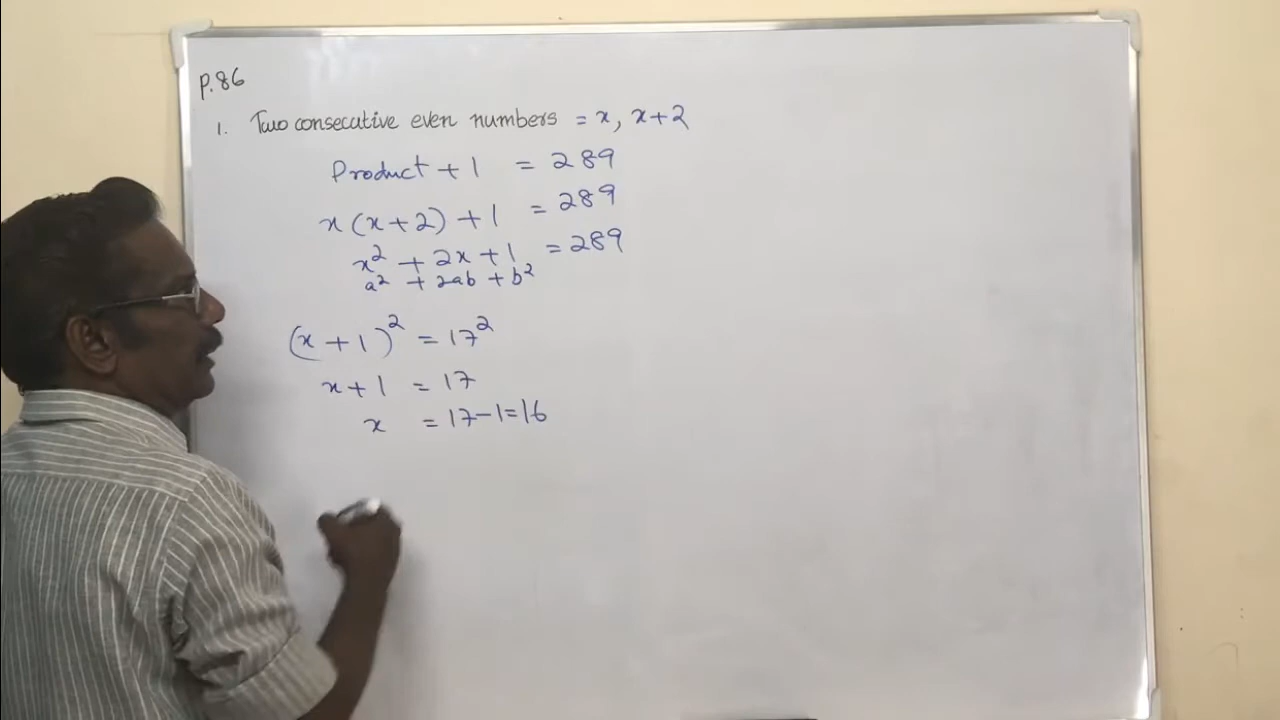 P.86
1. Two consecutive even numbers = x, x+2
Product + 1 = 289
x(x+2) + 1 = 289
x² + 2x + 1 = 289
a² + 2ab + b²
(x + 1)² = 17²
x + 1 = 17
x = 17-1=16